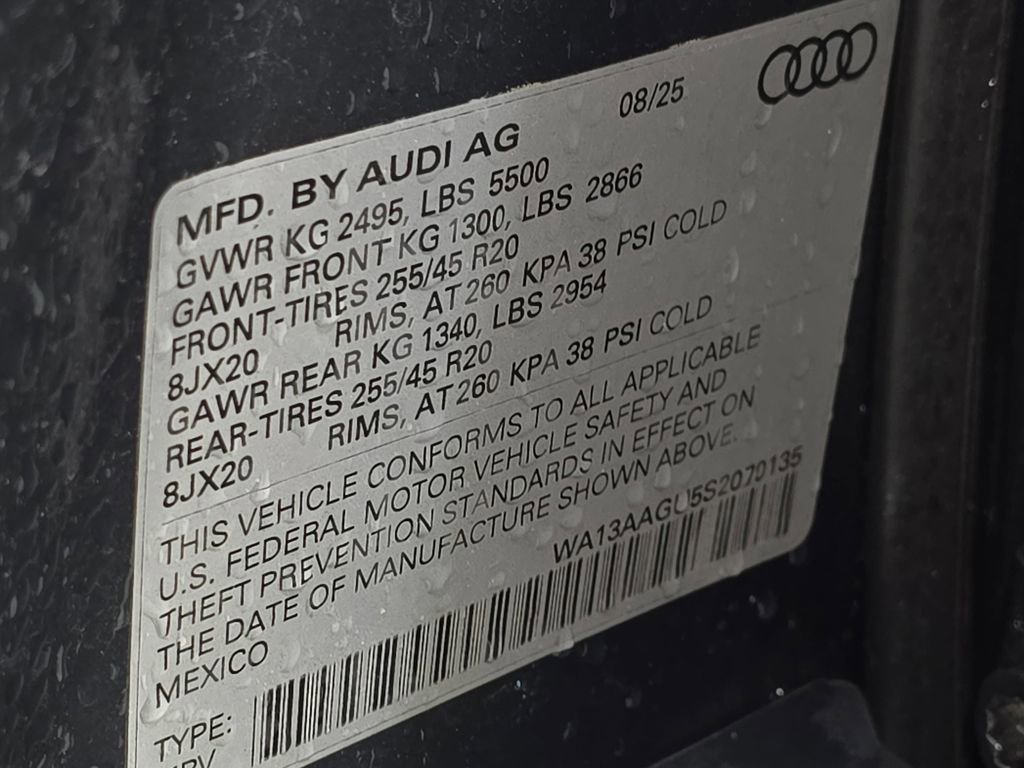 08/25
MFD. BY AUDI AG
GVWR KG 2495, LBS 5500
GAWR FRONT KG 1300, LBS 2866
FRONT-TIRES 255/45 R20
8JX20 RIMS, AT 260 KPA 38 PSI COLD
GAWR REAR KG 1340, LBS 2954
REAR-TIRES 255/45 R20
8JX20 RIMS, AT 260 KPA 38 PSI COLD
THIS VEHICLE CONFORMS TO ALL APPLICABLE
U.S. FEDERAL MOTOR VEHICLE SAFETY AND
THEFT PREVENTION STANDARDS IN EFFECT ON
THE DATE OF MANUFACTURE SHOWN ABOVE.
MEXICO
WA13AAGU5S2070135
TYPE: